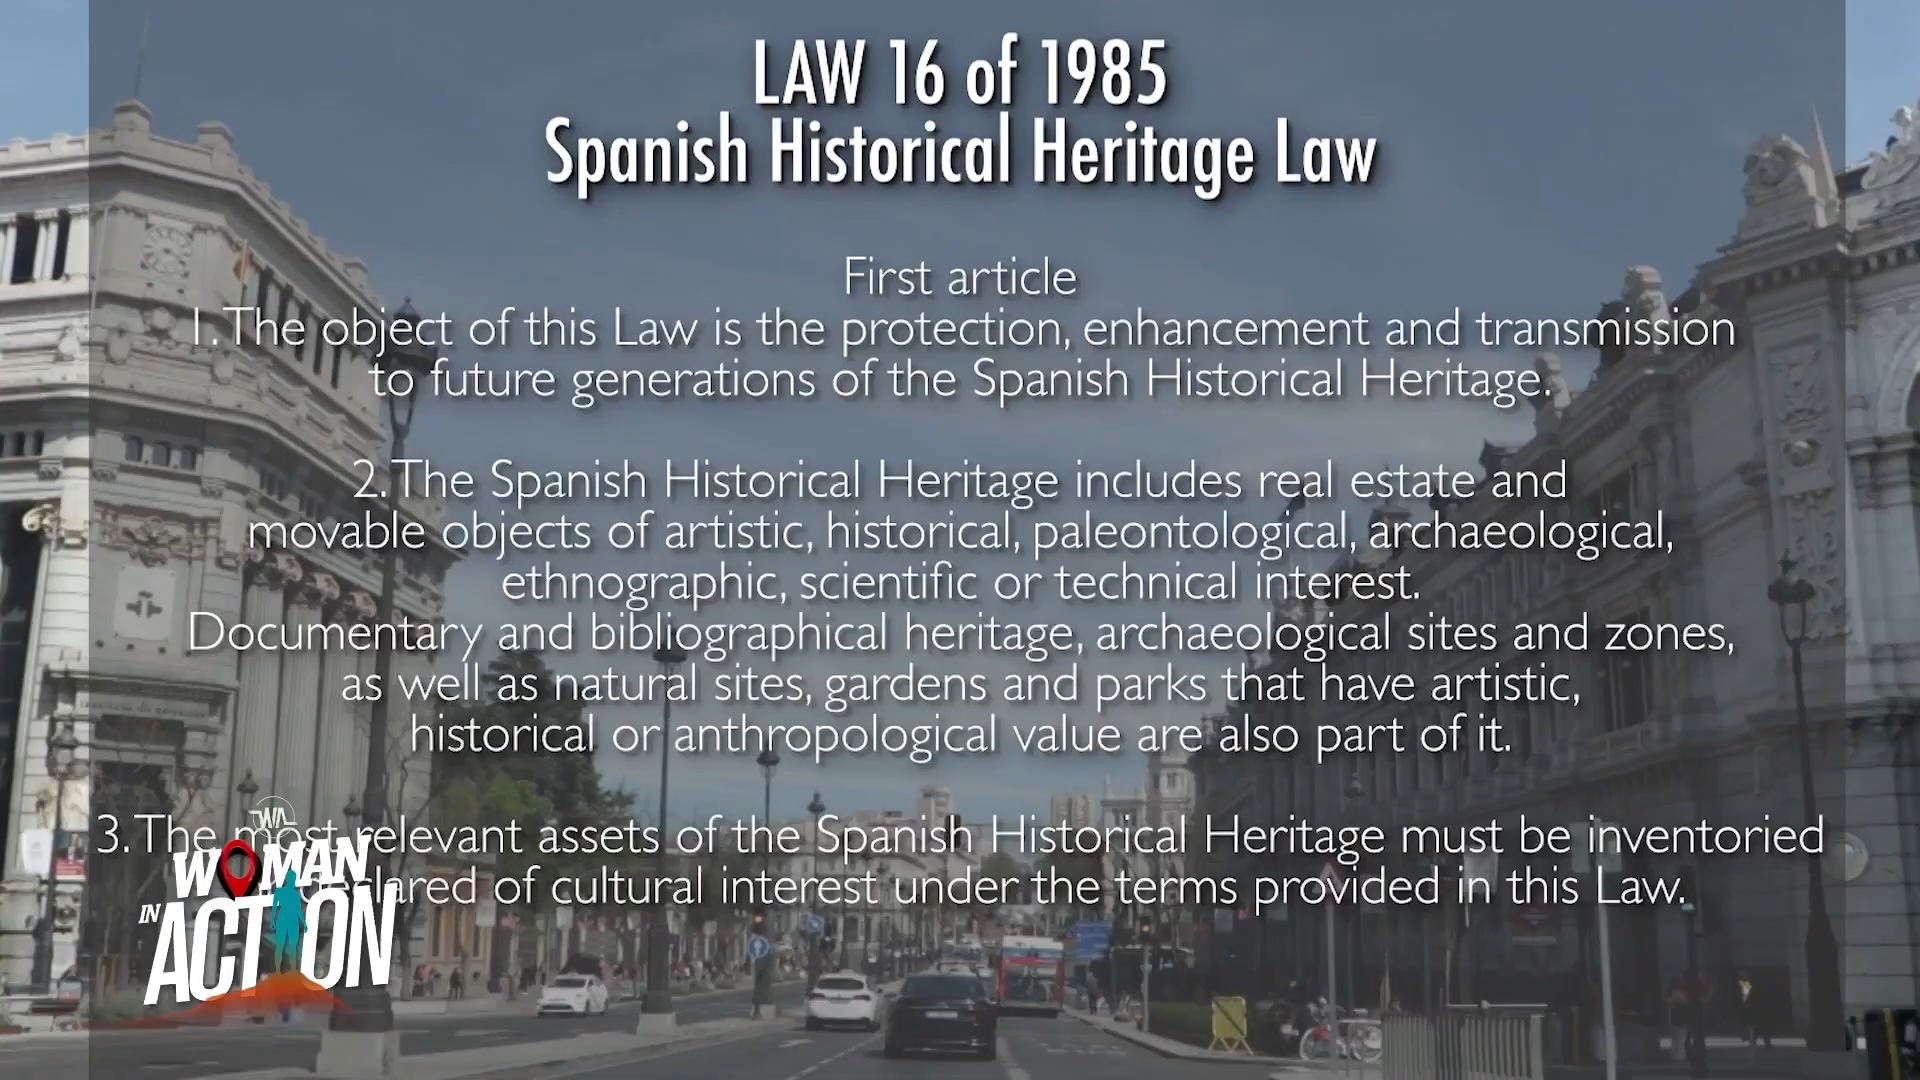 LAW 16 of 1985
Spanish Historical Heritage Law
First article
1. The object of this Law is the protection, enhancement and transmission
to future generations of the Spanish Historical Heritage.
2. The Spanish Historical Heritage includes real estate and
movable objects of artistic, historical, paleontological, archaeological,
ethnographic, scientific or technical interest.
Documentary and bibliographical heritage, archaeological sites and zones,
as well as natural sites, gardens and parks that have artistic,
historical or anthropological value are also part of it.
3. The most relevant assets of the Spanish Historical Heritage must be inventoried
of cultural interest under the terms provided in this Law.
WA
WOMAN
IN ACTION